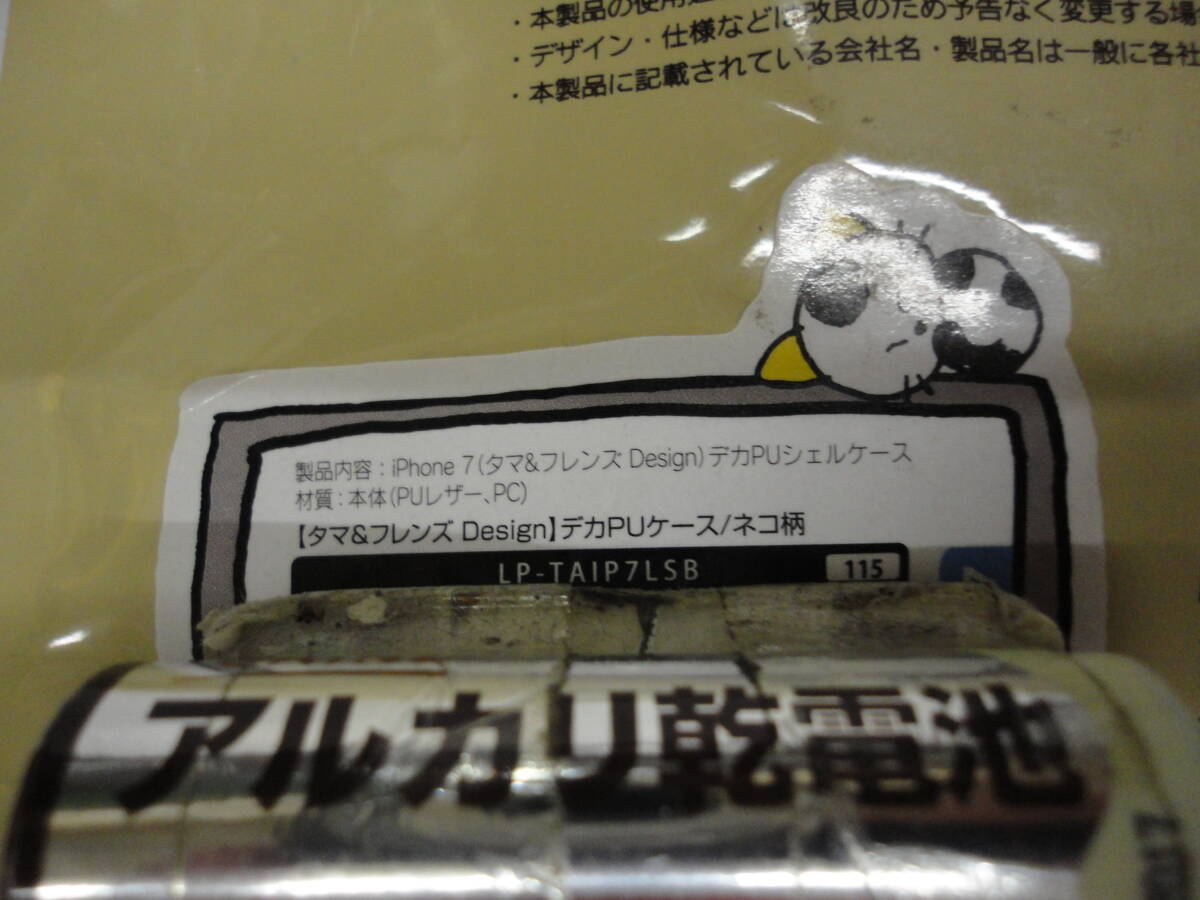 ・本製品の使用
・デザイン・仕様などは改良のため予告なく変更する場
・本製品に記載されている会社名・製品名は一般に各社
製品内容：iPhone 7（タマ&フレンズ Design）デカPUシェルケース
材質：本体（PUレザー、PC）
【タマ&フレンズ Design】デカPUケース/ネコ柄
LP-TAIP7LSB 115
アルカリ乾電池